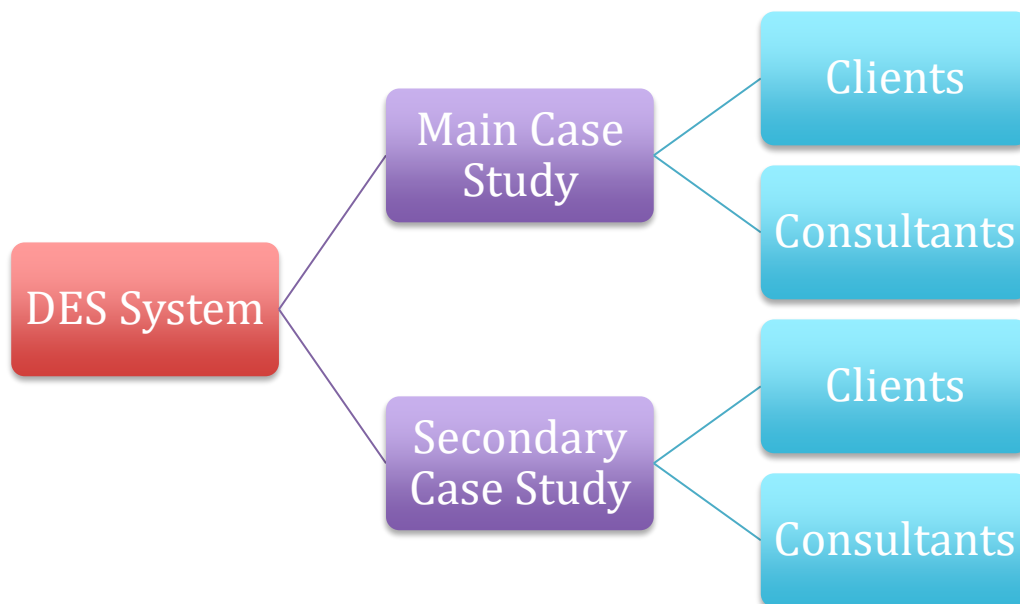 DES System
Main Case
Study
Secondary
Case Study
Clients
Consultants
Clients
Consultants